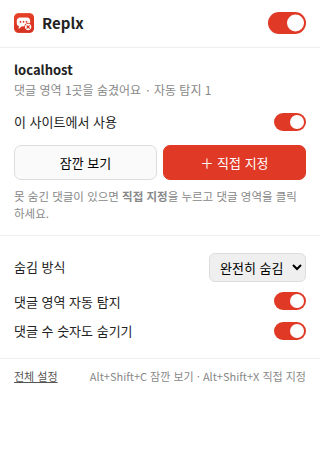 Replx
localhost
댓글 영역 1곳을 숨겼어요 · 자동 탐지 1
이 사이트에서 사용
잠깐 보기
+ 직접 지정
못 숨긴 댓글이 있으면 직접 지정을 누르고 댓글 영역을 클릭
하세요.
숨김 방식
완전히 숨김
댓글 영역 자동 탐지
댓글 수 숫자도 숨기기
전체 설정
Alt+Shift+C 잠깐 보기 · Alt+Shift+X 직접 지정